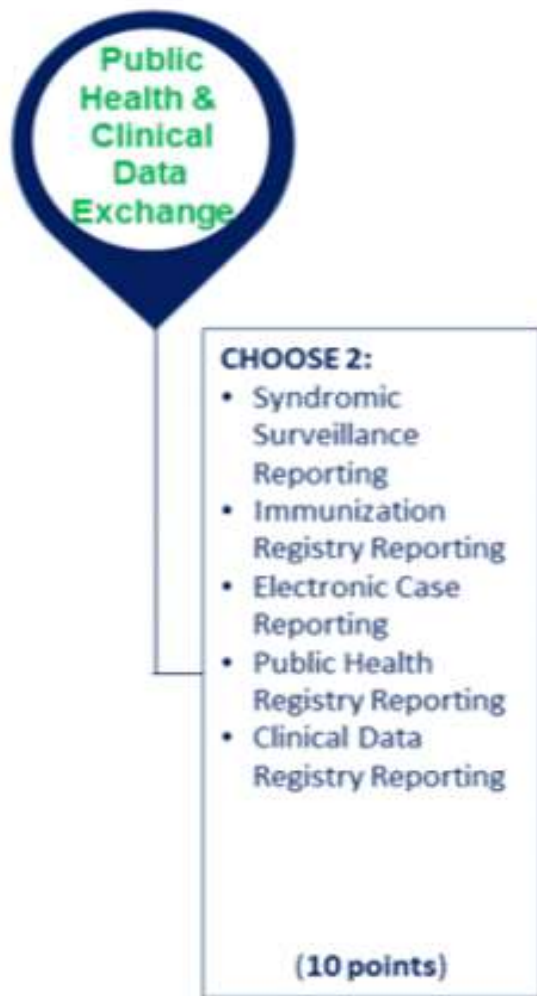 Public
Health &
Clinical
Data
Exchange
CHOOSE 2:
• Syndromic
Surveillance
Reporting
• Immunization
Registry Reporting
• Electronic Case
Reporting
• Public Health
Registry Reporting
• Clinical Data
Registry Reporting
(10 points)